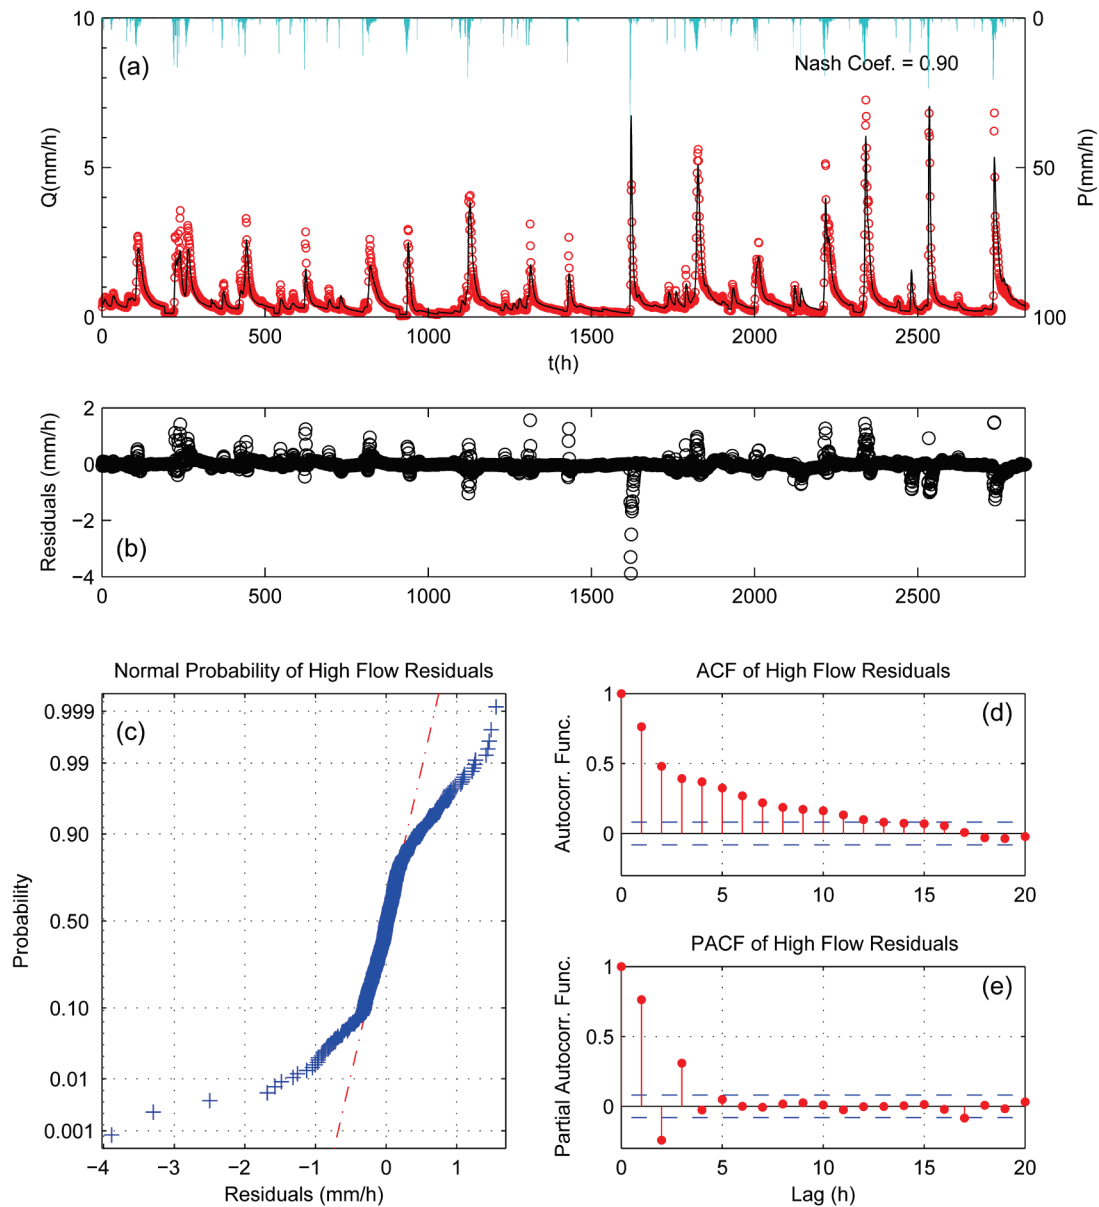 (a)
Nash Coef. = 0.90
Q(mm/h)
10
5
0
P(mm/h)
0
50
100
0 500 1000 1500 2000 2500
t(h)
(b)
Residuals (mm/h)
2
0
−2
−4
0 500 1000 1500 2000 2500
Normal Probability of High Flow Residuals
(c)
Probability
0.999
0.99
0.90
0.50
0.10
0.01
0.001
−4 −3 −2 −1 0 1
Residuals (mm/h)
ACF of High Flow Residuals
(d)
Autocorr. Func.
1
0.5
0
0 5 10 15 20
PACF of High Flow Residuals
(e)
Partial Autocorr. Func.
1
0.5
0
0 5 10 15 20
Lag (h)